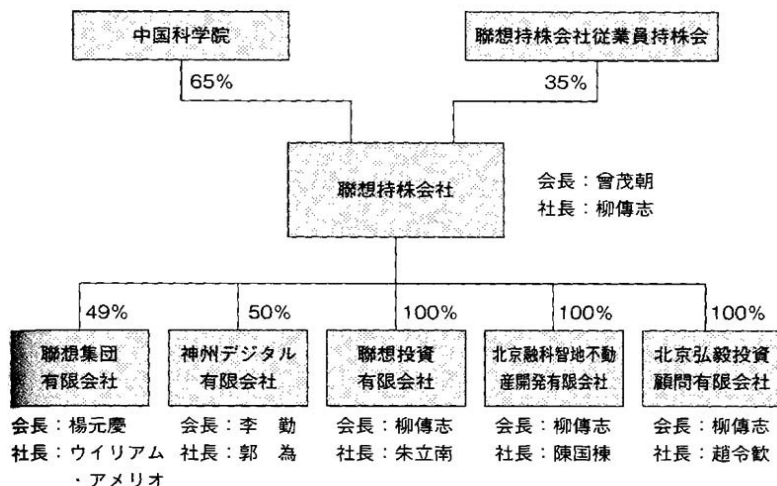 中国科学院
聯想持株会社従業員持株会
65%
35%
聯想持株会社
会長：曾茂朝
社長：柳傳志
49%
50%
100%
100%
100%
聯想集団
有限会社
神州デジタル
有限会社
聯想投資
有限会社
北京融科智地不動
産開発有限会社
北京弘毅投資
顧問有限会社
会長：楊元慶
社長：ウイリアム
・アメリオ
会長：李　勤
社長：郭　為
会長：柳傳志
社長：朱立南
会長：柳傳志
社長：陳国棟
会長：柳傳志
社長：趙令歓